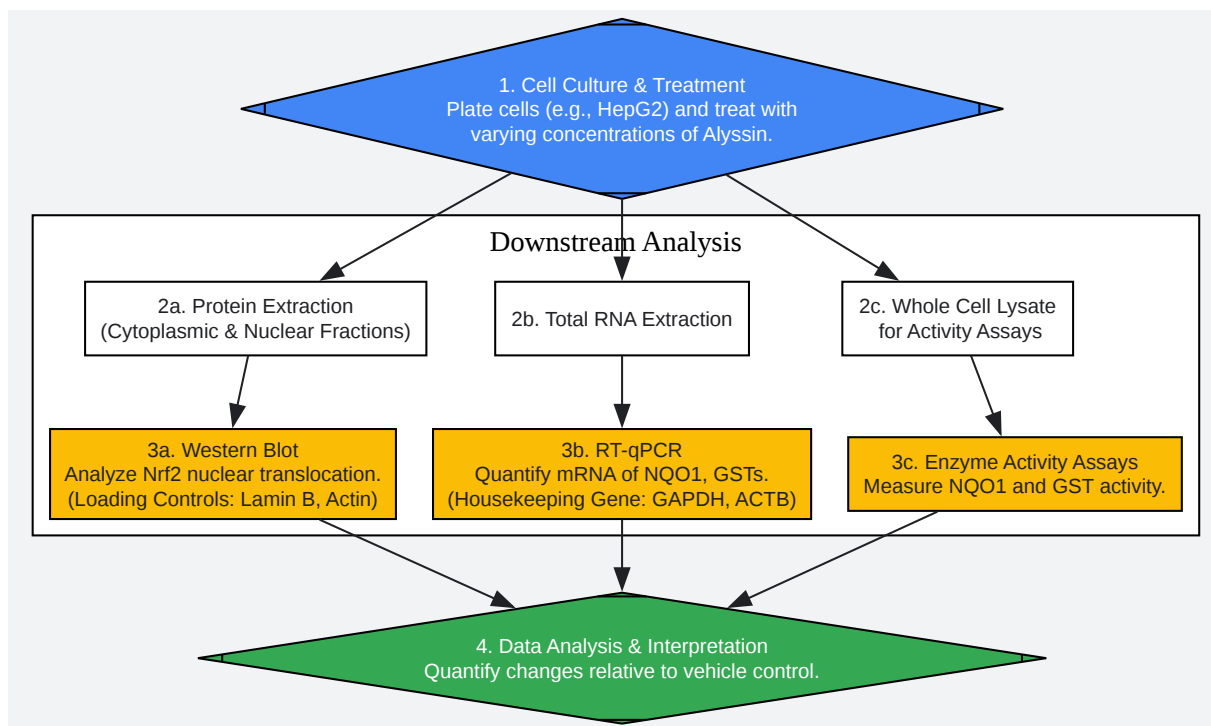 1. Cell Culture & Treatment
Plate cells (e.g., HepG2) and treat with
varying concentrations of Alyssin.
Downstream Analysis
2a. Protein Extraction
(Cytoplasmic & Nuclear Fractions)
2b. Total RNA Extraction
2c. Whole Cell Lysate
for Activity Assays
3a. Western Blot
Analyze Nrf2 nuclear translocation.
(Loading Controls: Lamin B, Actin)
3b. RT-qPCR
Quantify mRNA of NQO1, GSTs.
(Housekeeping Gene: GAPDH, ACTB)
3c. Enzyme Activity Assays
Measure NQO1 and GST activity.
4. Data Analysis & Interpretation
Quantify changes relative to vehicle control.